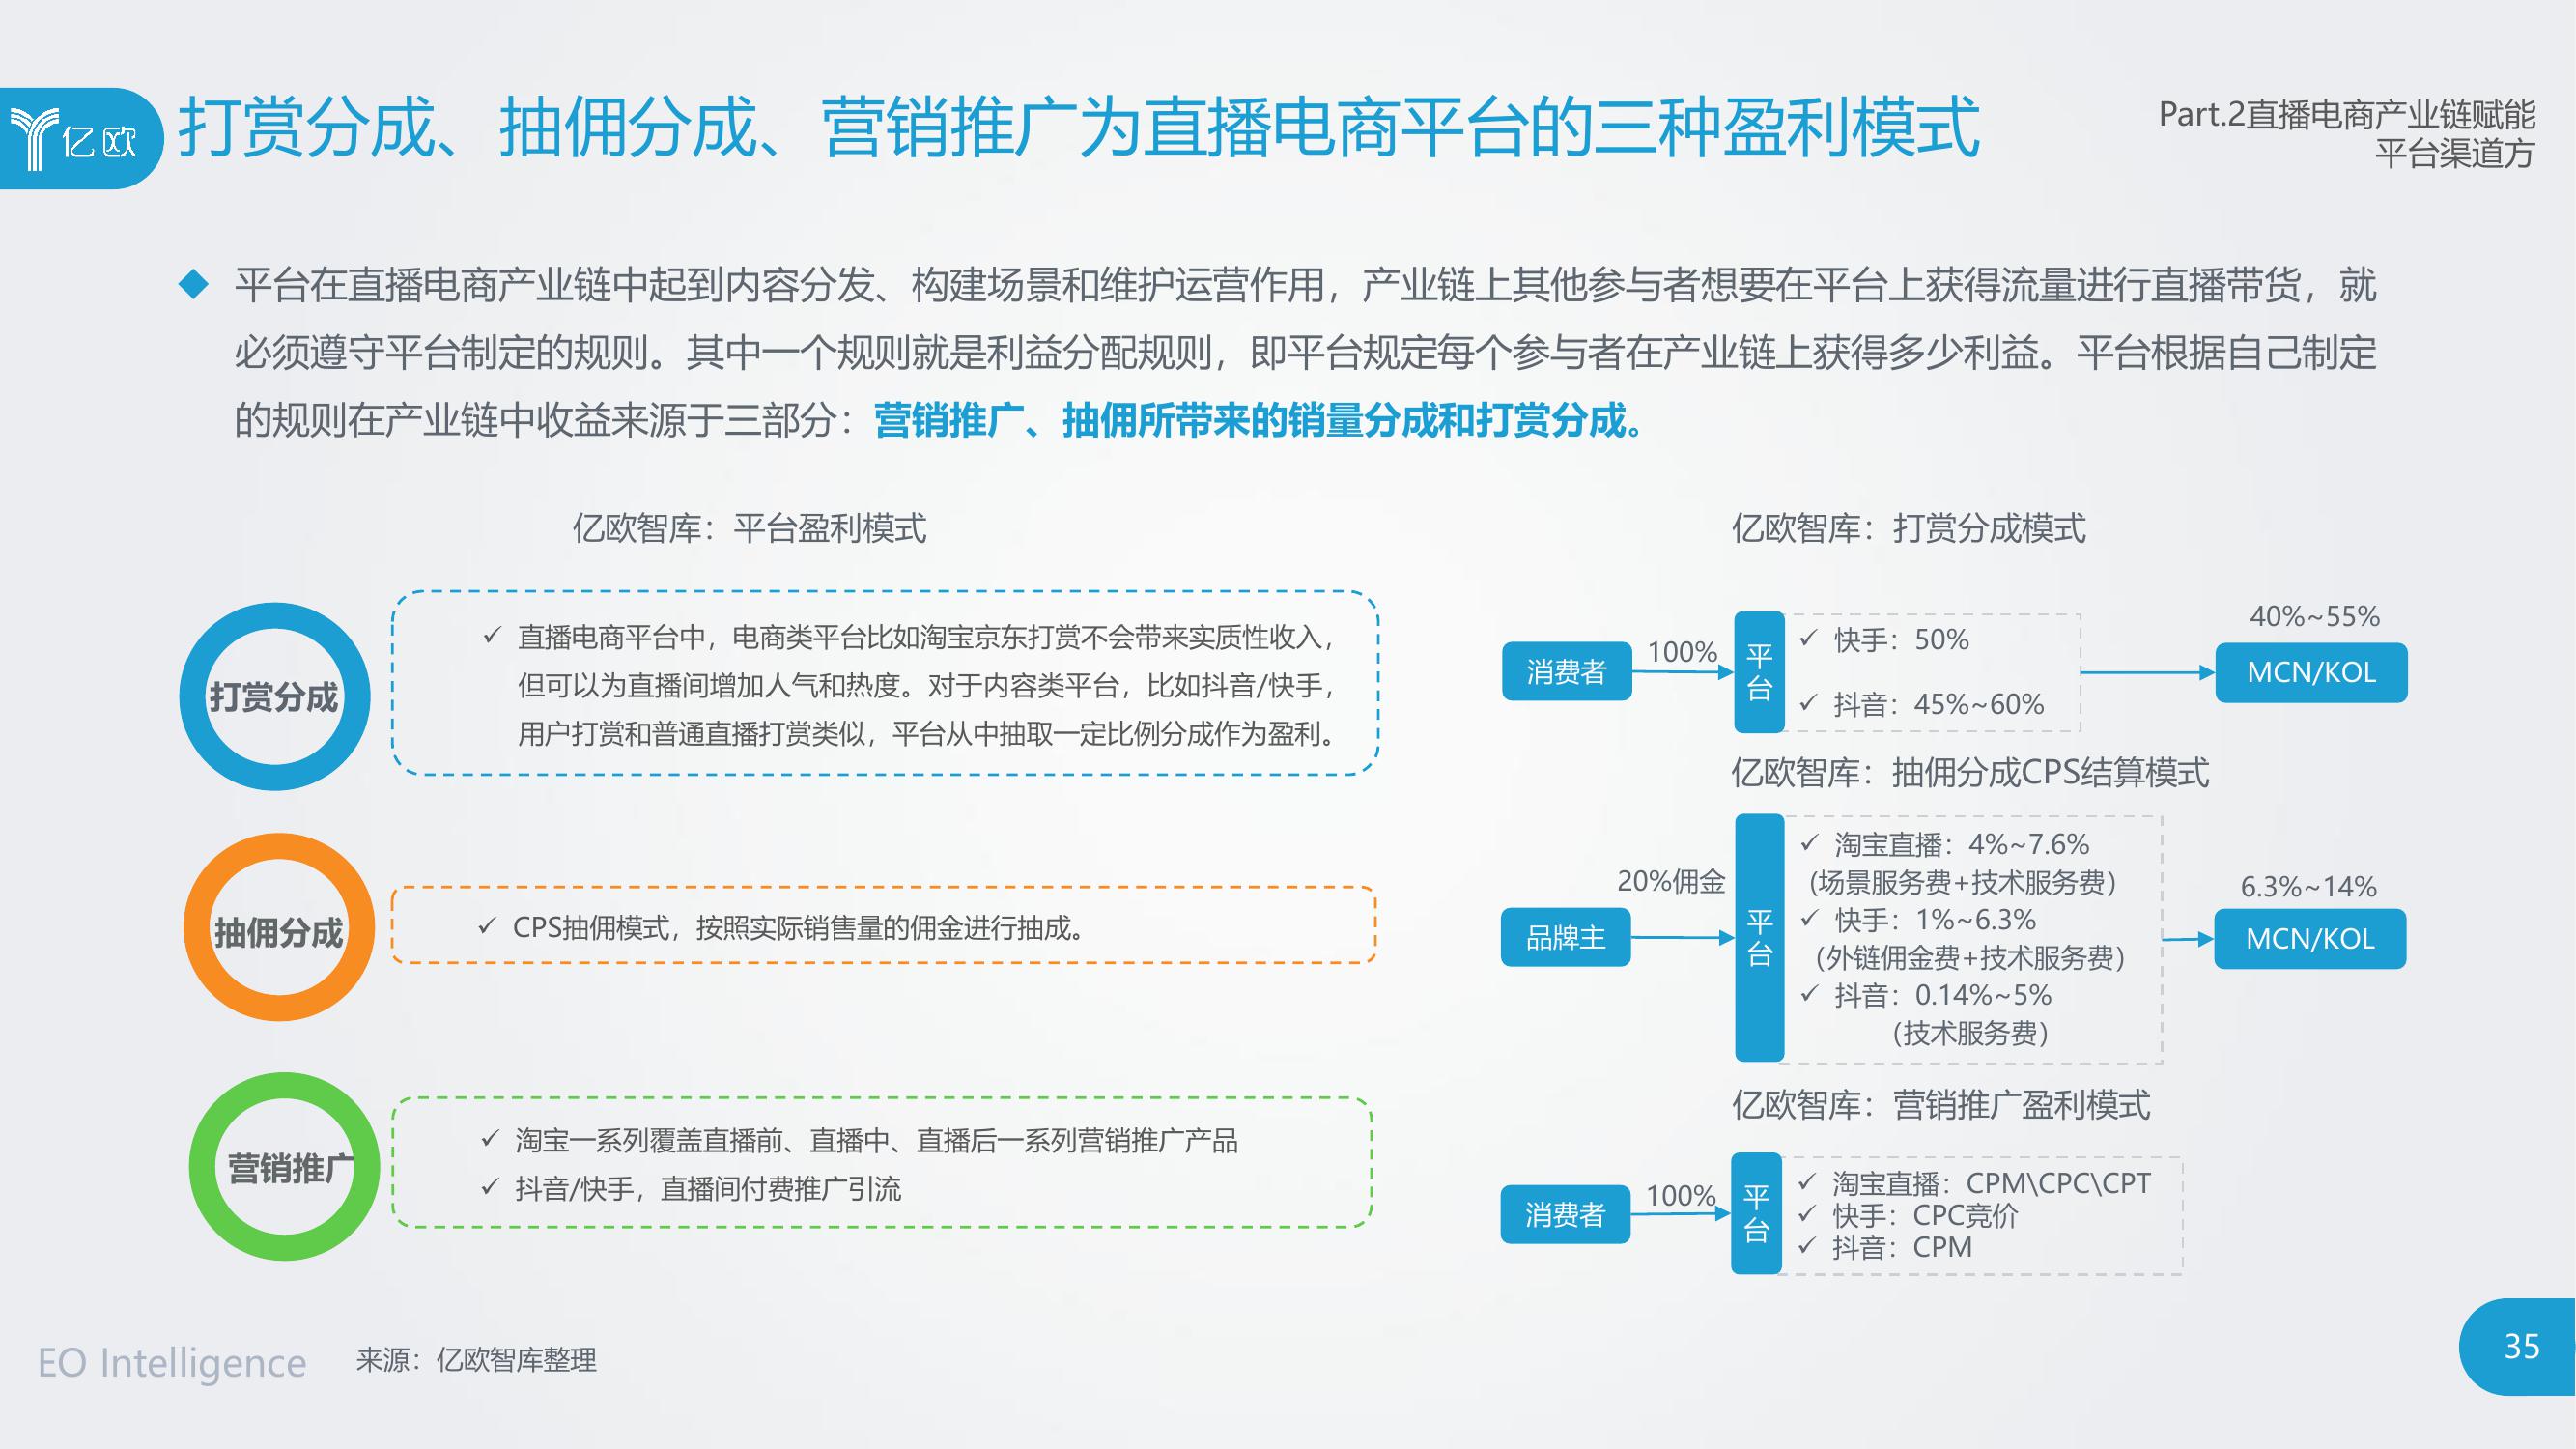 亿欧
打赏分成、抽佣分成、营销推广为直播电商平台的三种盈利模式
Part.2直播电商产业链赋能
平台渠道方
平台在直播电商产业链中起到内容分发、构建场景和维护运营作用，产业链上其他参与者想要在平台上获得流量进行直播带货，就
必须遵守平台制定的规则。其中一个规则就是利益分配规则，即平台规定每个参与者在产业链上获得多少利益。平台根据自己制定
的规则在产业链中收益来源于三部分：营销推广、抽佣所带来的销量分成和打赏分成。
亿欧智库：平台盈利模式
打赏分成
✓ 直播电商平台中，电商类平台比如淘宝京东打赏不会带来实质性收入，
但可以为直播间增加人气和热度。对于内容类平台，比如抖音/快手，
用户打赏和普通直播打赏类似，平台从中抽取一定比例分成作为盈利。
抽佣分成
✓ CPS抽佣模式，按照实际销售量的佣金进行抽成。
营销推广
✓ 淘宝一系列覆盖直播前、直播中、直播后一系列营销推广产品
✓ 抖音/快手，直播间付费推广引流
亿欧智库：打赏分成模式
消费者
100%
平
台
✓ 快手：50%
✓ 抖音：45%~60%
40%~55%
MCN/KOL
亿欧智库：抽佣分成CPS结算模式
品牌主
20%佣金
平
台
✓ 淘宝直播：4%~7.6%
（场景服务费+技术服务费）
✓ 快手：1%~6.3%
（外链佣金费+技术服务费）
✓ 抖音：0.14%~5%
（技术服务费）
6.3%~14%
MCN/KOL
亿欧智库：营销推广盈利模式
消费者
100%
平
台
✓ 淘宝直播：CPM\CPC\CPT
✓ 快手：CPC竞价
✓ 抖音：CPM
EO Intelligence
来源：亿欧智库整理
35